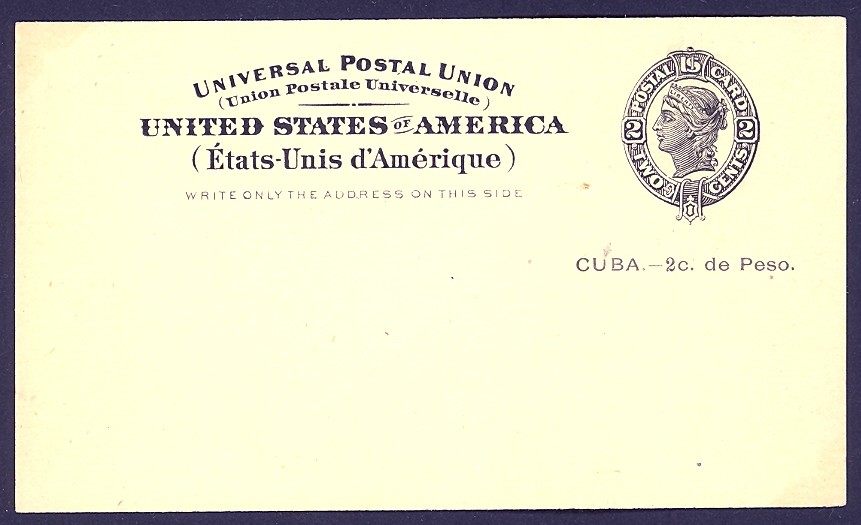 UNIVERSAL POSTAL UNION
(Union Postale Universelle)
UNITED STATES OF AMERICA
(États-Unis d'Amérique)
WRITE ONLY THE ADDRESS ON THIS SIDE
POSTAL CARD
2 2
TWO CENTS
CUBA.—2c. de Peso.